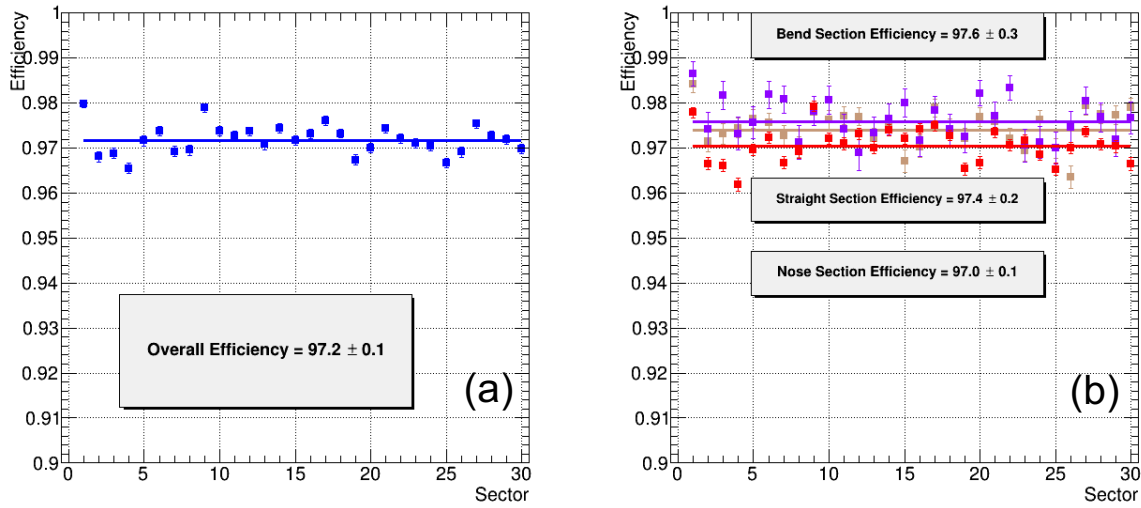 Efficiency
1
0.99
0.98
0.97
0.96
0.95
0.94
0.93
0.92
0.91
0.9
0 5 10 15 20 25 30
Sector
Overall Efficiency = 97.2 ± 0.1
(a)
Efficiency
1
0.99
0.98
0.97
0.96
0.95
0.94
0.93
0.92
0.91
0.9
0 5 10 15 20 25 30
Sector
Bend Section Efficiency = 97.6 ± 0.3
Straight Section Efficiency = 97.4 ± 0.2
Nose Section Efficiency = 97.0 ± 0.1
(b)